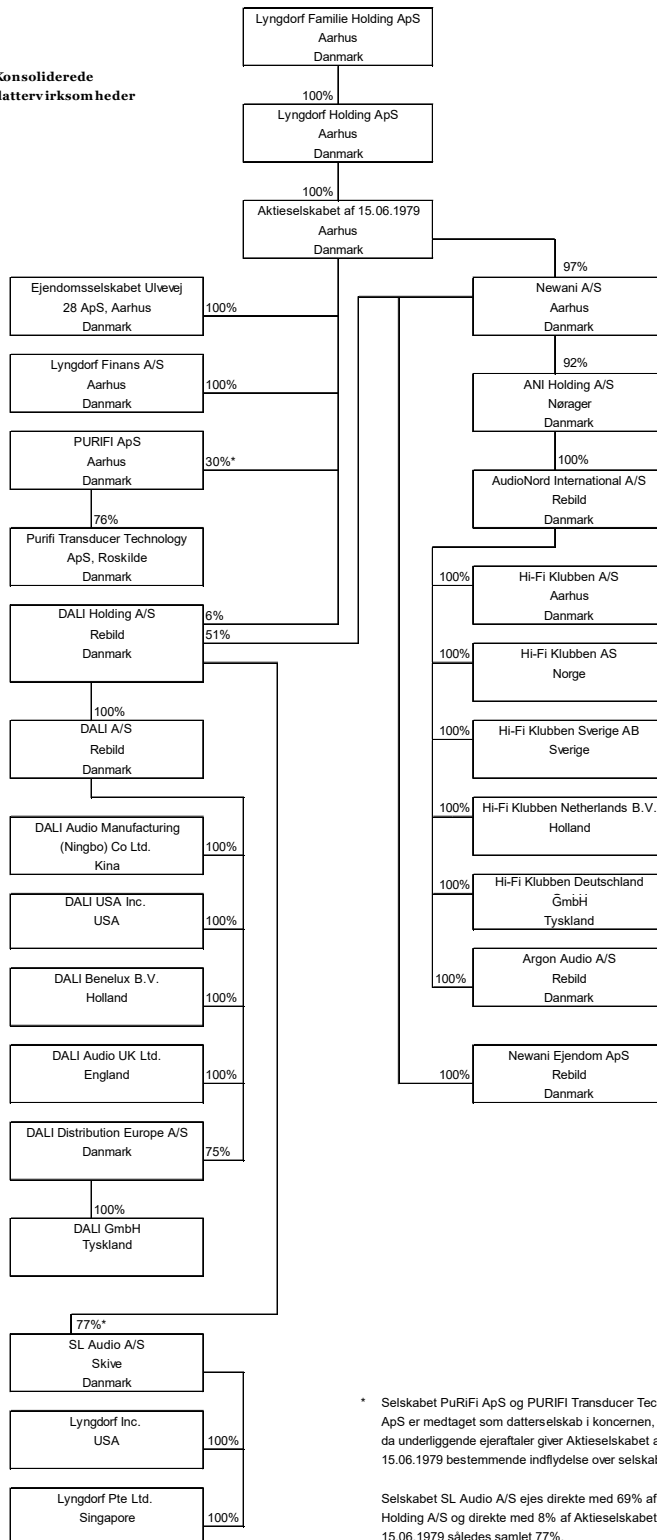 Lyngdorf Familie Holding ApS
Aarhus
Danmark
Konsoliderede
dattervirksomheder
100%
Lyngdorf Holding ApS
Aarhus
Danmark
100%
Aktieselskabet af 15.06.1979
Aarhus
Danmark
97%
Ejendomsselskabet Ulvevej
28 ApS, Aarhus
Danmark
100%
Lyngdorf Finans A/S
Aarhus
Danmark
100%
PURIFI ApS
Aarhus
Danmark
30%*
76%
Purifi Transducer Technology
ApS, Roskilde
Danmark
DALI Holding A/S
Rebild
Danmark
6%
51%
100%
DALI A/S
Rebild
Danmark
DALI Audio Manufacturing
(Ningbo) Co Ltd.
Kina
100%
DALI USA Inc.
USA
100%
DALI Benelux B.V.
Holland
100%
DALI Audio UK Ltd.
England
100%
DALI Distribution Europe A/S
Danmark
75%
100%
DALI GmbH
Tyskland
77%*
SL Audio A/S
Skive
Danmark
Lyngdorf Inc.
USA
100%
Lyngdorf Pte Ltd.
Singapore
100%
Newani A/S
Aarhus
Danmark
92%
ANI Holding A/S
Nørager
Danmark
100%
AudioNord International A/S
Rebild
Danmark
100%
Hi-Fi Klubben A/S
Aarhus
Danmark
100%
Hi-Fi Klubben AS
Norge
100%
Hi-Fi Klubben Sverige AB
Sverige
100%
Hi-Fi Klubben Netherlands B.V.
Holland
100%
Hi-Fi Klubben Deutschland
GmbH
Tyskland
100%
Argon Audio A/S
Rebild
Danmark
100%
Newani Ejendom ApS
Rebild
Danmark
* Selskabet PuRiFi ApS og PURIFI Transducer Tec
ApS er medtaget som datterselskab i koncernen,
da underliggende ejeraftaler giver Aktieselskabet a
15.06.1979 bestemmende indflydelse over selskab
Selskabet SL Audio A/S ejes direkte med 69% af
Holding A/S og direkte med 8% af Aktieselskabet
15.06.1979 således samlet 77%.